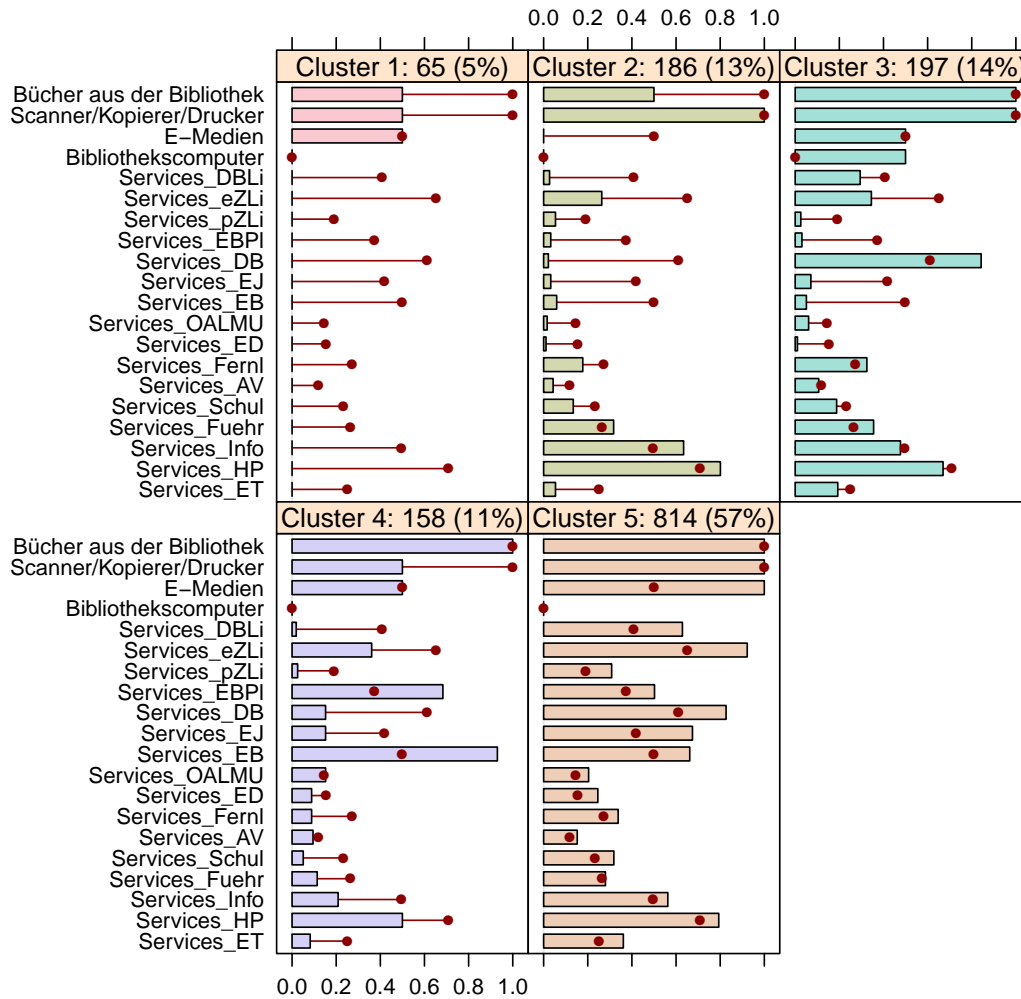 0.0 0.2 0.4 0.6 0.8 1.0
Cluster 1: 65 (5%)
Cluster 2: 186 (13%)
Cluster 3: 197 (14%)
Bücher aus der Bibliothek
Scanner/Kopierer/Drucker
E−Medien
Bibliothekscomputer
Services_DBLi
Services_eZLi
Services_pZLi
Services_EBPl
Services_DB
Services_EJ
Services_EB
Services_OALMU
Services_ED
Services_Fernl
Services_AV
Services_Schul
Services_Fuehr
Services_Info
Services_HP
Services_ET
Cluster 4: 158 (11%)
Cluster 5: 814 (57%)
Bücher aus der Bibliothek
Scanner/Kopierer/Drucker
E−Medien
Bibliothekscomputer
Services_DBLi
Services_eZLi
Services_pZLi
Services_EBPl
Services_DB
Services_EJ
Services_EB
Services_OALMU
Services_ED
Services_Fernl
Services_AV
Services_Schul
Services_Fuehr
Services_Info
Services_HP
Services_ET
0.0 0.2 0.4 0.6 0.8 1.0